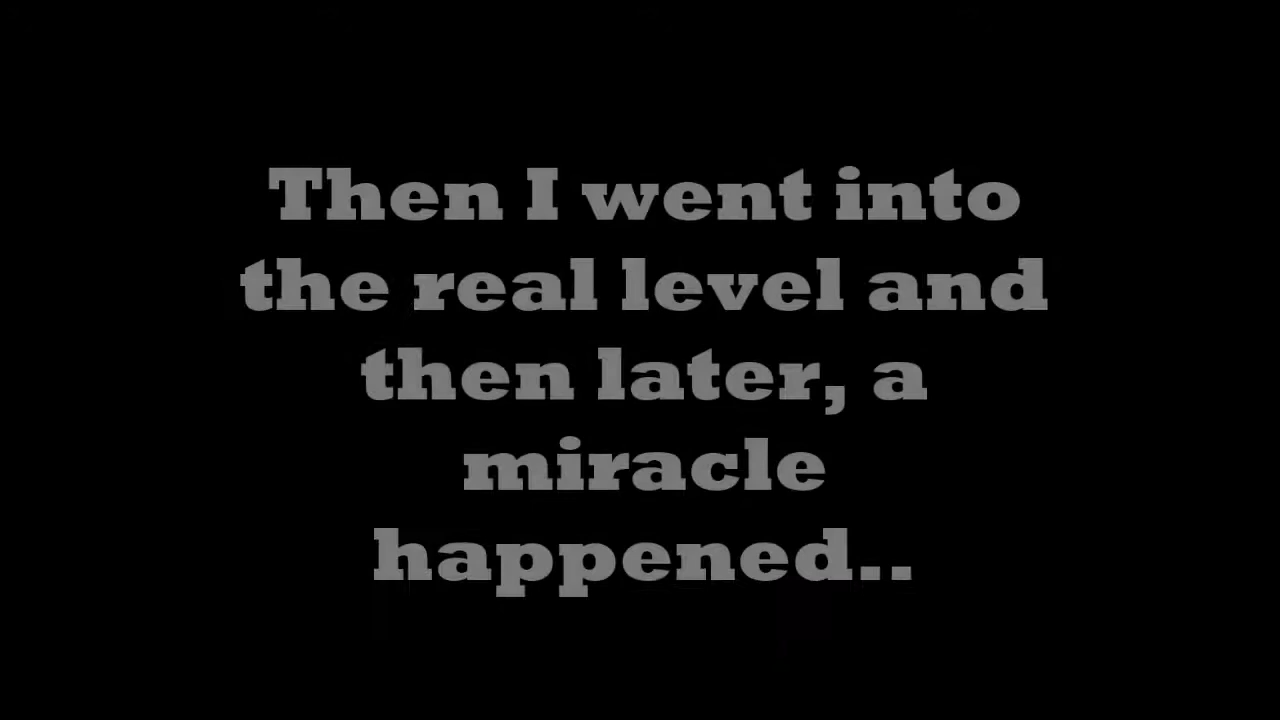 Then I went into
the real level and
then later, a
miracle
happened..